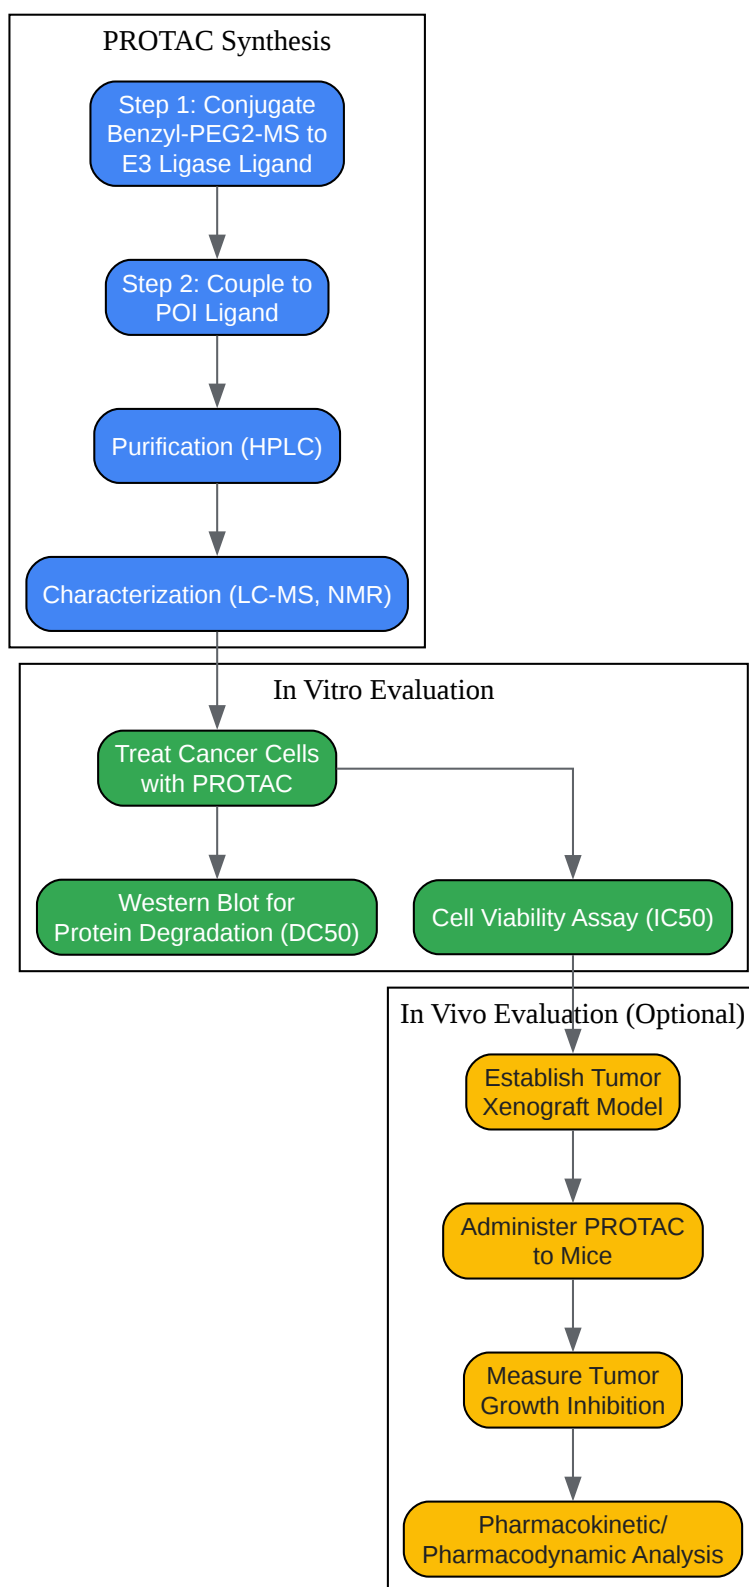 PROTAC Synthesis
Step 1: Conjugate
Benzyl-PEG2-MS to
E3 Ligase Ligand
Step 2: Couple to
POI Ligand
Purification (HPLC)
Characterization (LC-MS, NMR)
In Vitro Evaluation
Treat Cancer Cells
with PROTAC
Western Blot for
Protein Degradation (DC50)
Cell Viability Assay (IC50)
In Vivo Evaluation (Optional)
Establish Tumor
Xenograft Model
Administer PROTAC
to Mice
Measure Tumor
Growth Inhibition
Pharmacokinetic/
Pharmacodynamic Analysis